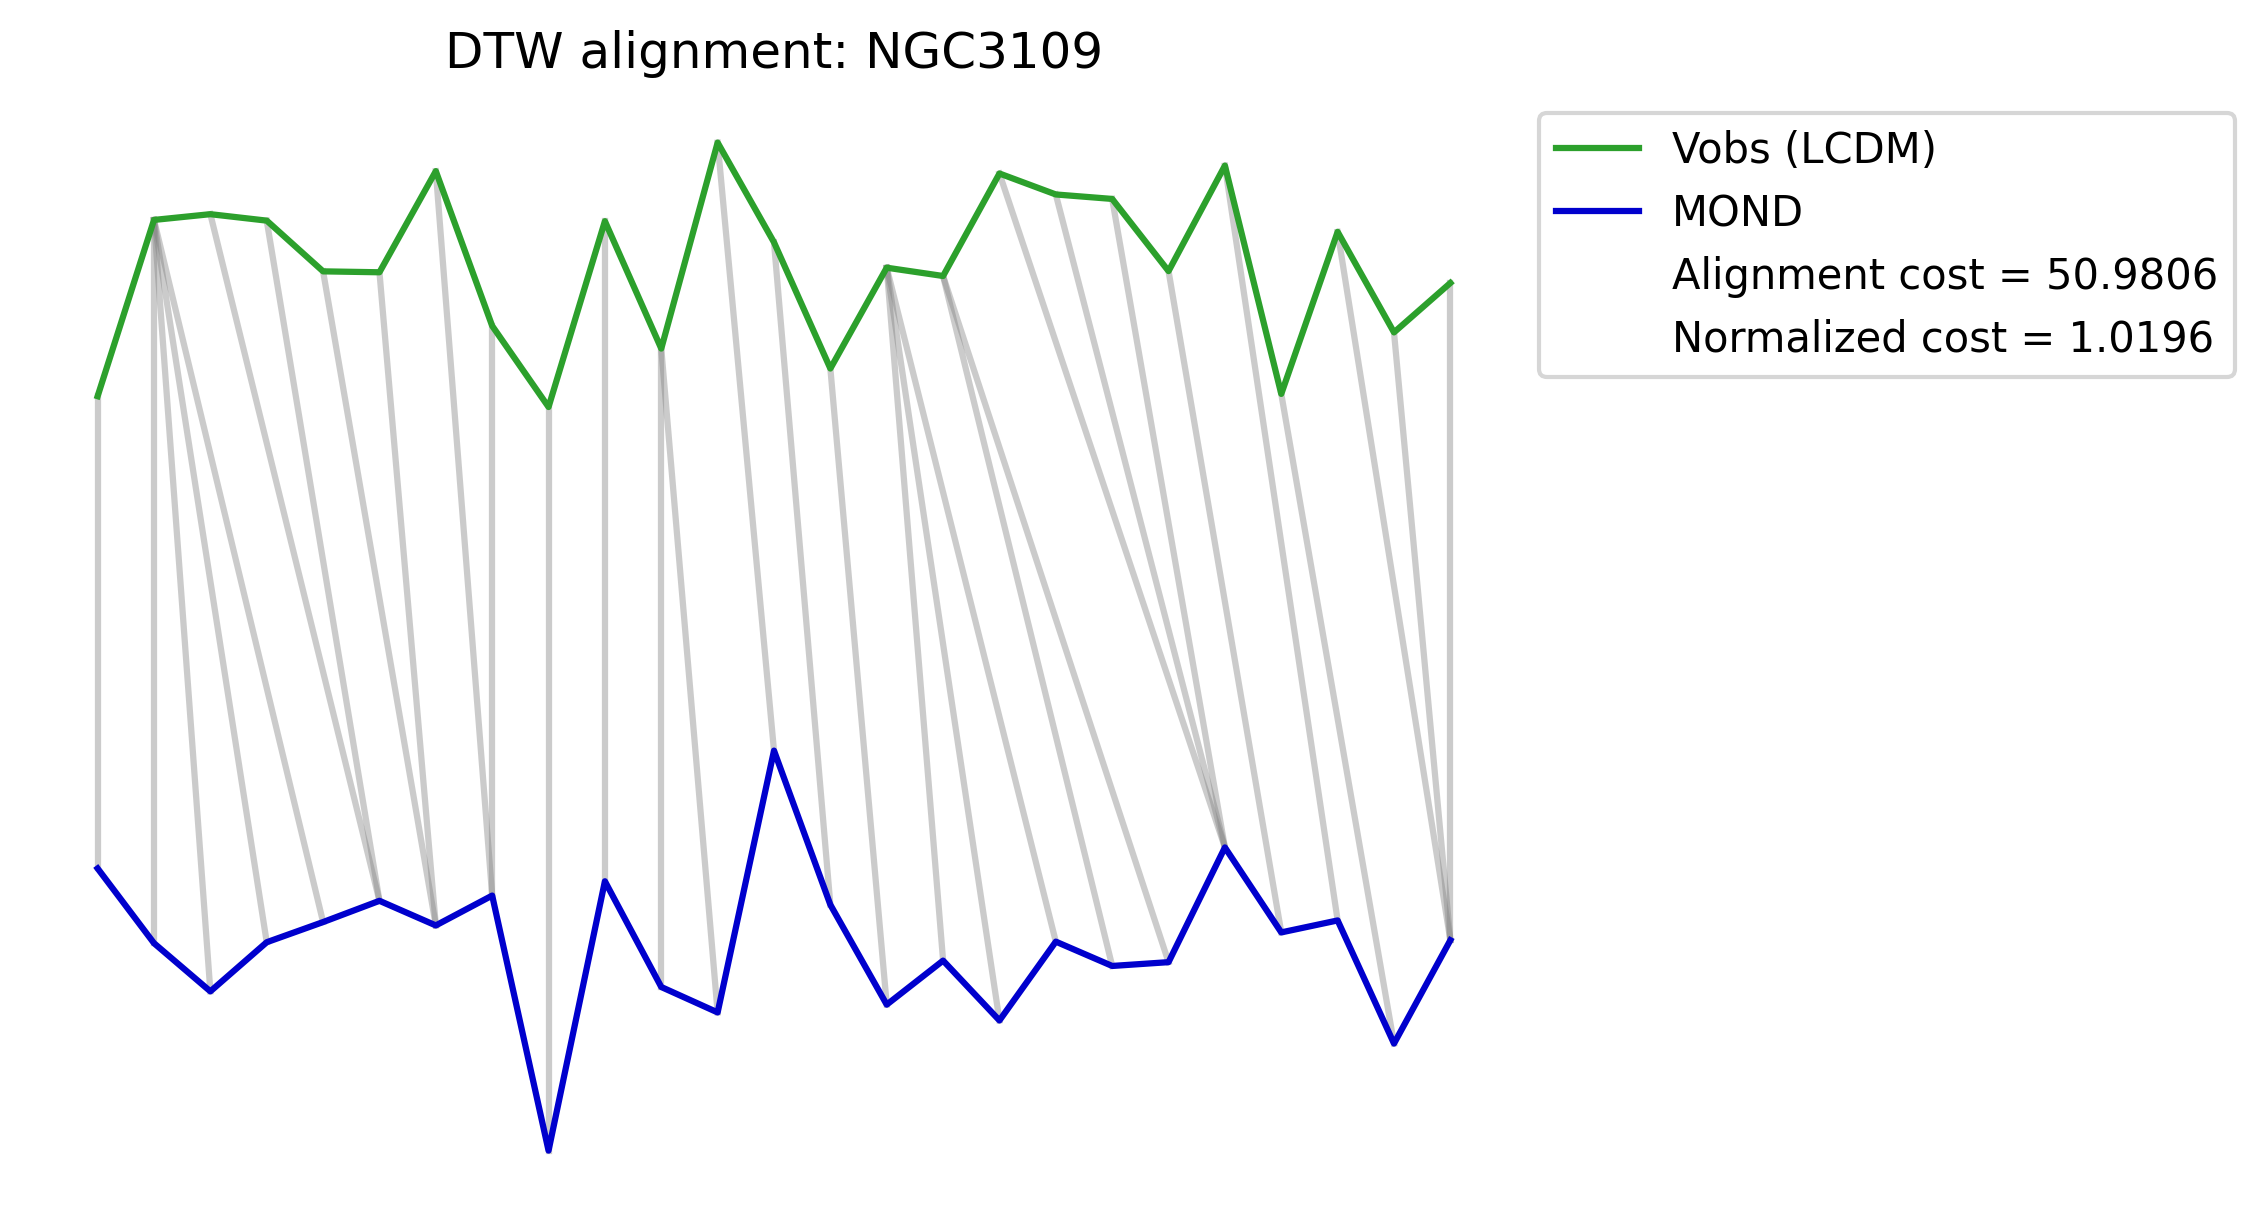 DTW alignment: NGC3109
Vobs (LCDM)
MOND
Alignment cost = 50.9806
Normalized cost = 1.0196